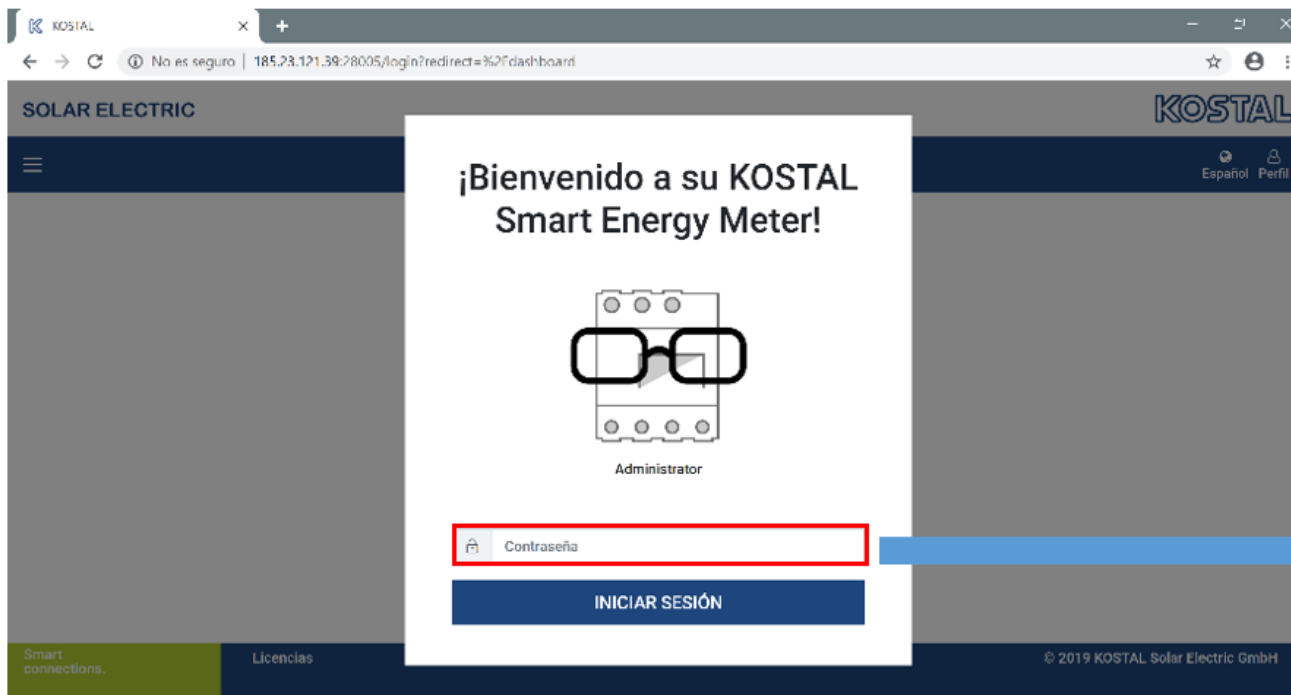 KOSTAL
No es seguro | 185.23.121.39:28005/login?redirect=%2Fdashboard
SOLAR ELECTRIC
KOSTAL
Español Perfil
¡Bienvenido a su KOSTAL
Smart Energy Meter!
Administrator
Contraseña
INICIAR SESIÓN
Smart
connections.
Licencias
© 2019 KOSTAL Solar Electric GmbH